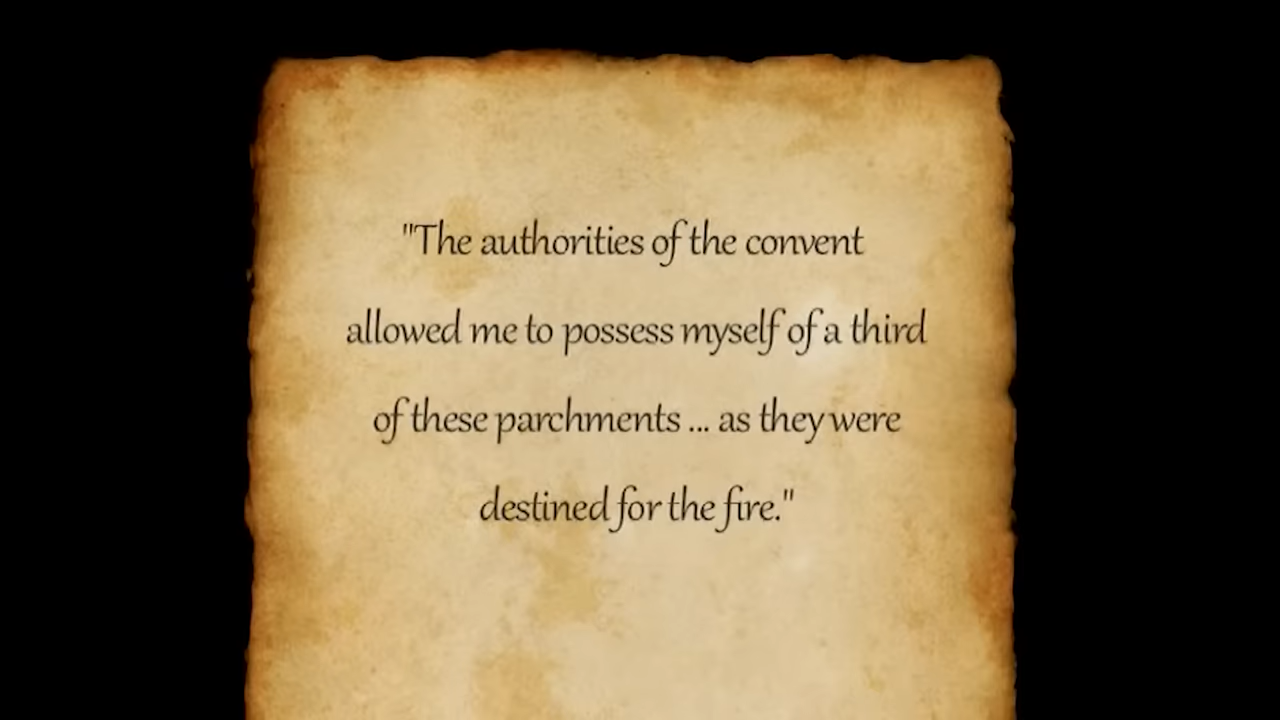 "The authorities of the convent
allowed me to possess myself of a third
of these parchments ... as they were
destined for the fire."